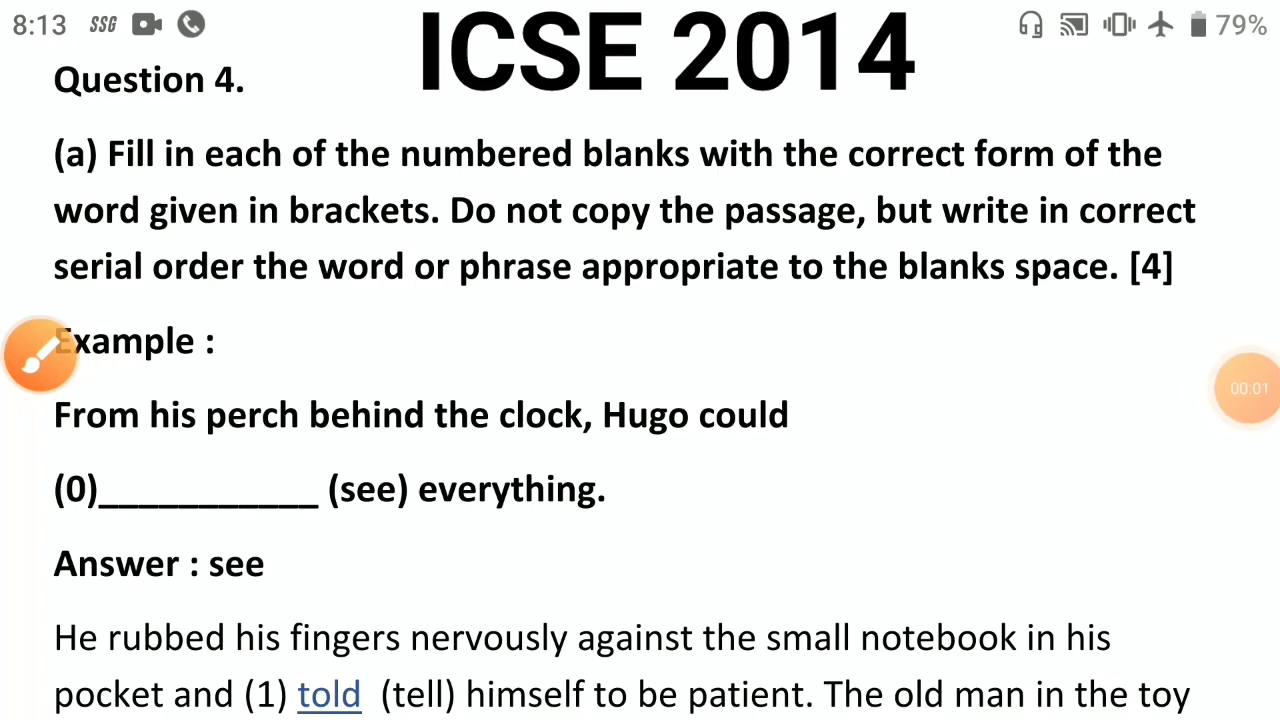 8:13 SSG 79%
ICSE 2014
Question 4.
(a) Fill in each of the numbered blanks with the correct form of the
word given in brackets. Do not copy the passage, but write in correct
serial order the word or phrase appropriate to the blanks space. [4]
Example :
00:01
From his perch behind the clock, Hugo could
(0)___________ (see) everything.
Answer : see
He rubbed his fingers nervously against the small notebook in his
pocket and (1) told (tell) himself to be patient. The old man in the toy